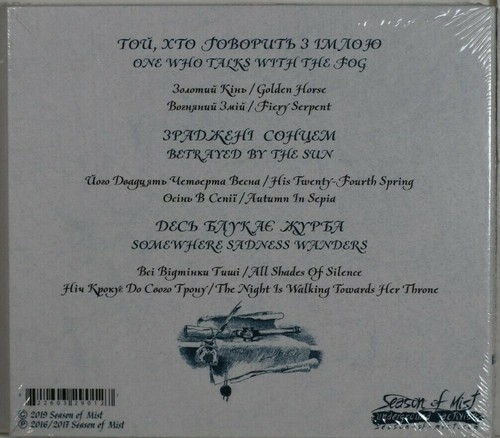 ТОЙ, ХТО ГОВОРИТЬ З ІМЛОЮ
ONE WHO TALKS WITH THE FOG
Золотий Кінь / Golden Horse
Вогняний Змій / Fiery Serpent
ЗРАДЖЕНІ СОНЦЕМ
BETRAYED BY THE SUN
Його Двадцять Четверта Весна / His Twenty-Fourth Spring
Осінь В Сепії / Autumn In Sepia
ДЕСЬ БЛУКАЄ ЖУРБА
SOMEWHERE SADNESS WANDERS
Всі Відтінки Тиші / All Shades Of Silence
Ніч Крокує До Свого Трону / The Night Is Walking Towards Her Throne
© 2019 Season of Mist
℗ 2016/2017 Season of Mist
Season of Mist